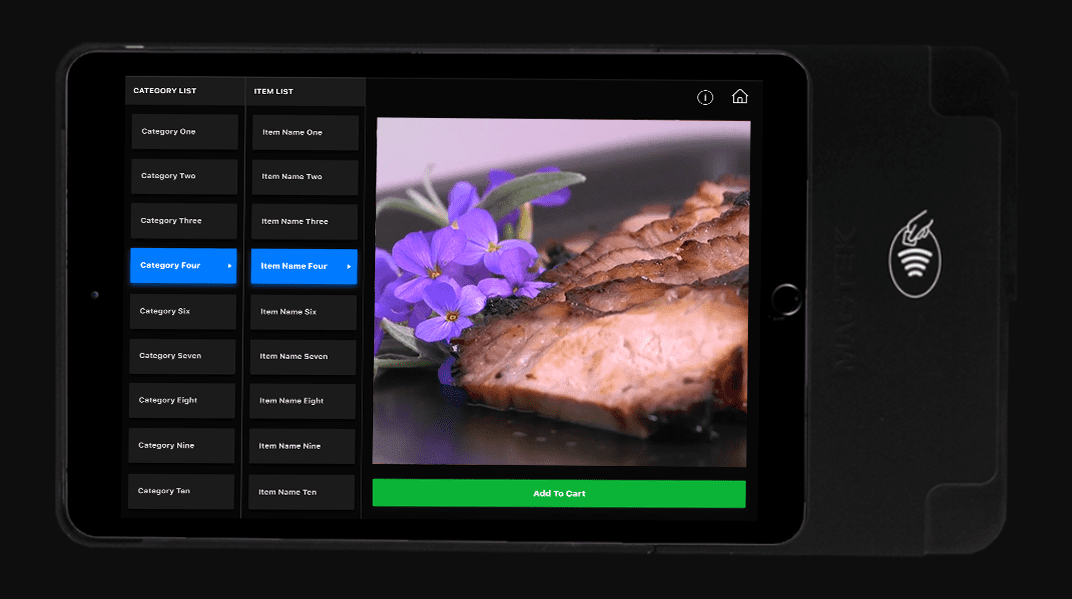 CATEGORY LIST
Category One
Category Two
Category Three
Category Four
Category Six
Category Seven
Category Eight
Category Nine
Category Ten
ITEM LIST
Item Name One
Item Name Two
Item Name Three
Item Name Four
Item Name Six
Item Name Seven
Item Name Eight
Item Name Nine
Item Name Ten
Add To Cart